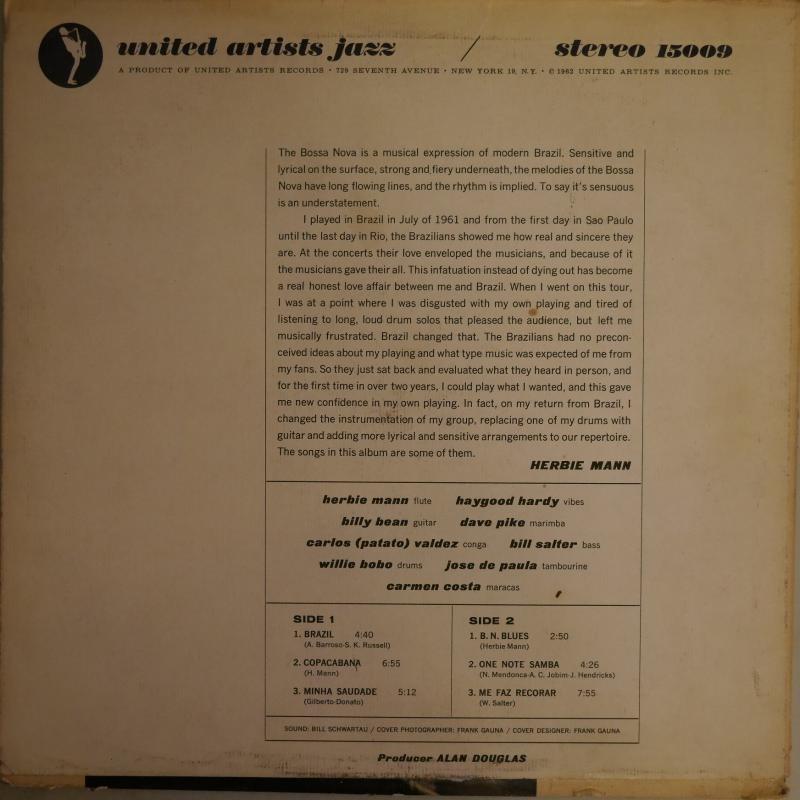 united artists jazz / stereo 15009
A PRODUCT OF UNITED ARTISTS RECORDS • 729 SEVENTH AVENUE • NEW YORK 19, N.Y. • © 1962 UNITED ARTISTS RECORDS INC.
The Bossa Nova is a musical expression of modern Brazil. Sensitive and
lyrical on the surface, strong and fiery underneath, the melodies of the Bossa
Nova have long flowing lines, and the rhythm is implied. To say it's sensuous
is an understatement.
I played in Brazil in July of 1961 and from the first day in Sao Paulo
until the last day in Rio, the Brazilians showed me how real and sincere they
are. At the concerts their love enveloped the musicians, and because of it
the musicians gave their all. This infatuation instead of dying out has become
a real honest love affair between me and Brazil. When I went on this tour,
I was at a point where I was disgusted with my own playing and tired of
listening to long, loud drum solos that pleased the audience, but left me
musically frustrated. Brazil changed that. The Brazilians had no precon-
ceived ideas about my playing and what type music was expected of me from
my fans. So they just sat back and evaluated what they heard in person, and
for the first time in over two years, I could play what I wanted, and this gave
me new confidence in my own playing. In fact, on my return from Brazil, I
changed the instrumentation of my group, replacing one of my drums with
guitar and adding more lyrical and sensitive arrangements to our repertoire.
The songs in this album are some of them.
HERBIE MANN
herbie mann flute haygood hardy vibes
billy bean guitar dave pike marimba
carlos (patato) valdez conga bill salter bass
willie bobo drums jose de paula tambourine
carmen costa maracas
SIDE 1
1. BRAZIL 4:40
(A. Barroso-S. K. Russell)
2. COPACABANA 6:55
(H. Mann)
3. MINHA SAUDADE 5:12
(Gilberto-Donato)
SIDE 2
1. B. N. BLUES 2:50
(Herbie Mann)
2. ONE NOTE SAMBA 4:26
(N. Mendonca-A. C. Jobim-J. Hendricks)
3. ME FAZ RECORAR 7:55
(W. Salter)
SOUND: BILL SCHWARTAU / COVER PHOTOGRAPHER: FRANK GAUNA / COVER DESIGNER: FRANK GAUNA
Producer ALAN DOUGLAS